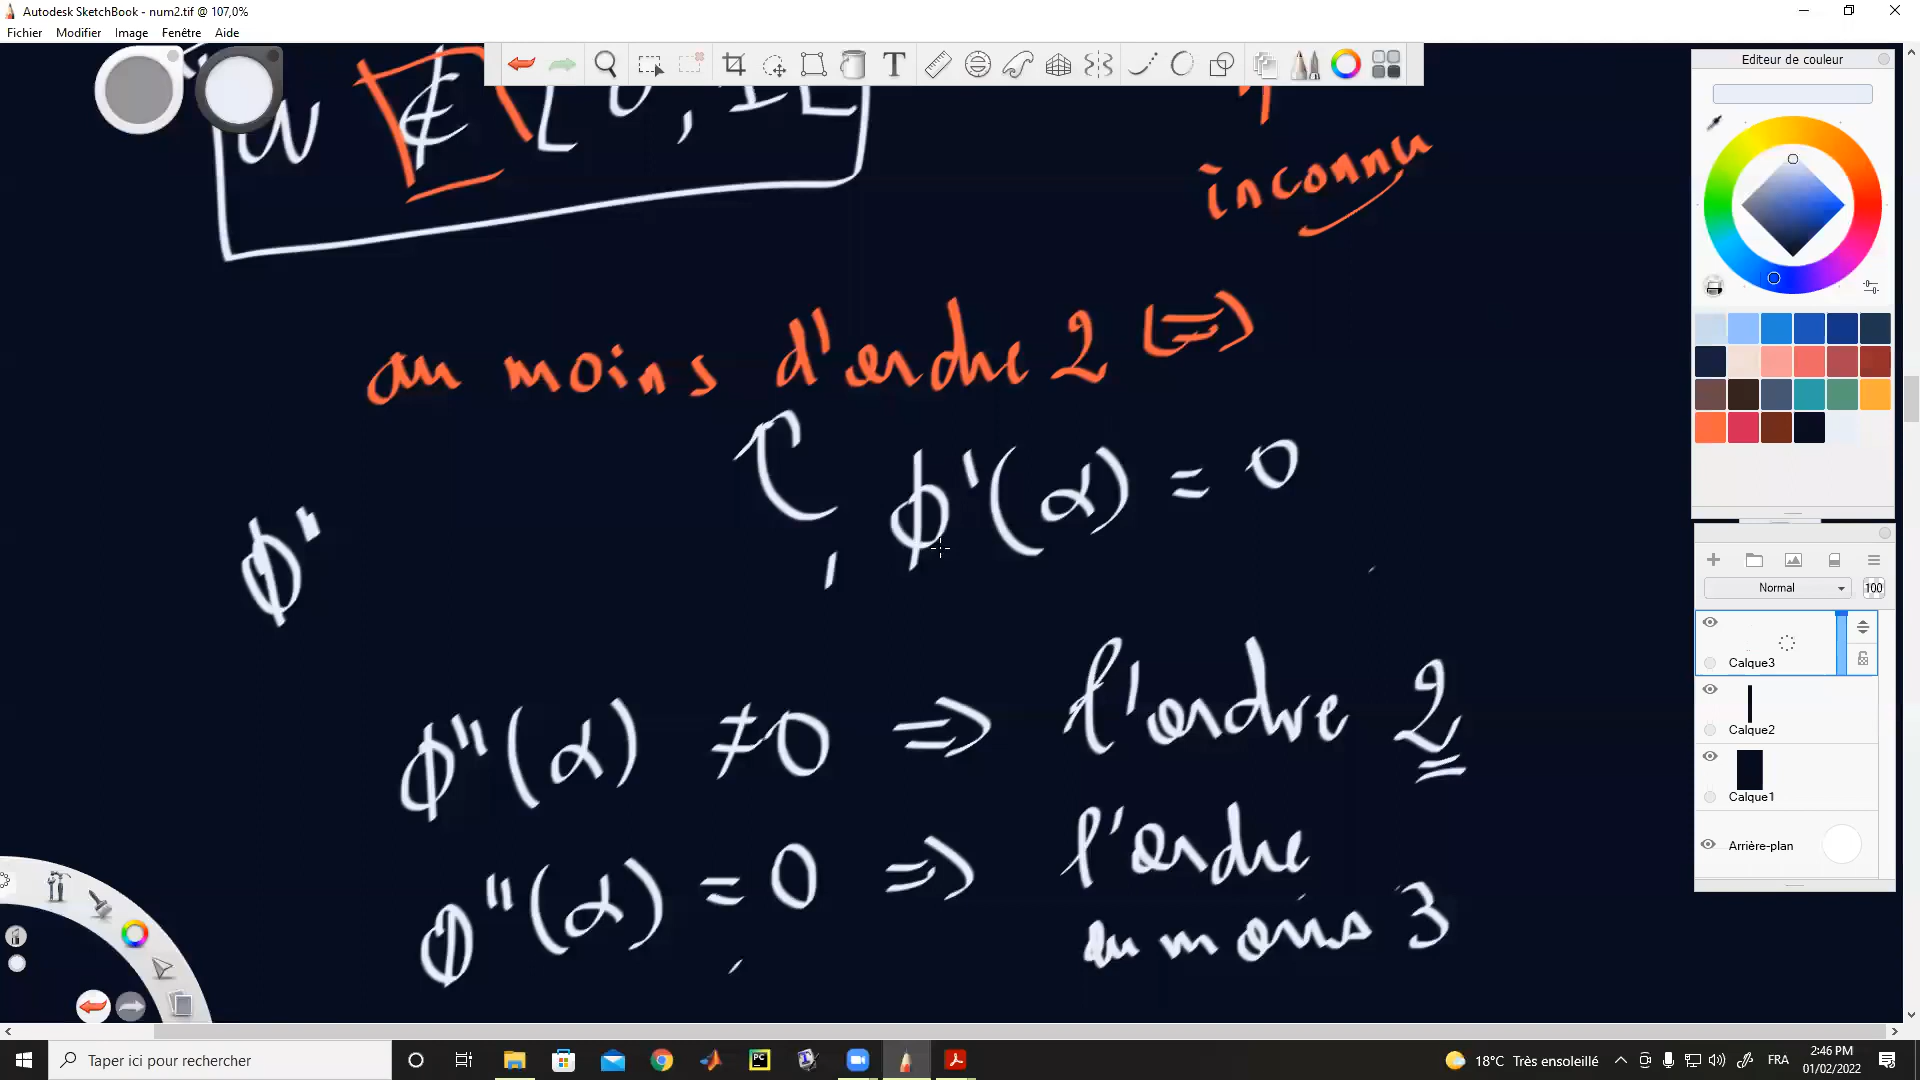 Autodesk SketchBook - num2.tif @ 107,0%
Fichier Modifier Image Fenêtre Aide
Editeur de couleur
∉ [0, 1[
inconnu
au moins d'ordre 2 (=)
ϕ'(α) = 0
ϕ''
ϕ''(α) ≠ 0 => l'ordre 2
ϕ''(α) = 0 => l'ordre
au moins 3
Normal 100
Calque3
Calque2
Calque1
Arrière-plan
Taper ici pour rechercher
PC
18°C Très ensoleillé
FRA
2:46 PM
01/02/2022